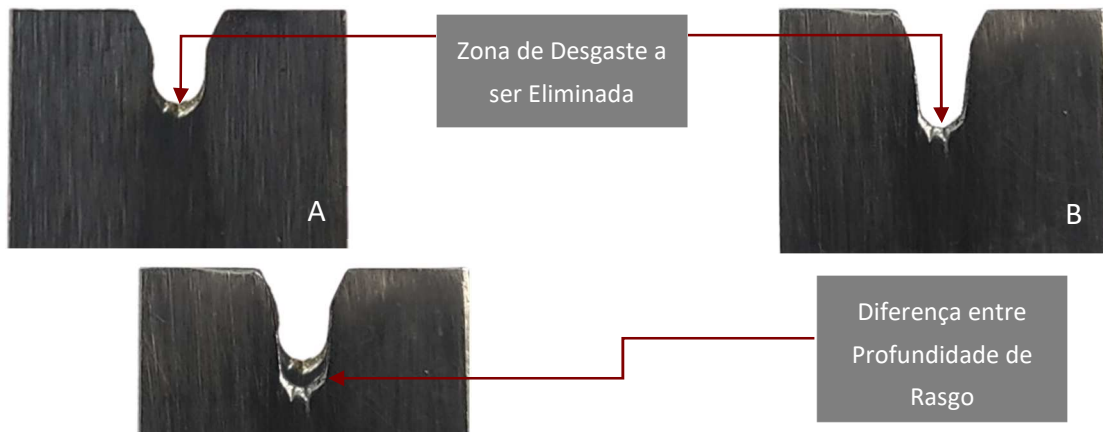 Zona de Desgaste a
ser Eliminada
A
B
Diferença entre
Profundidade de
Rasgo